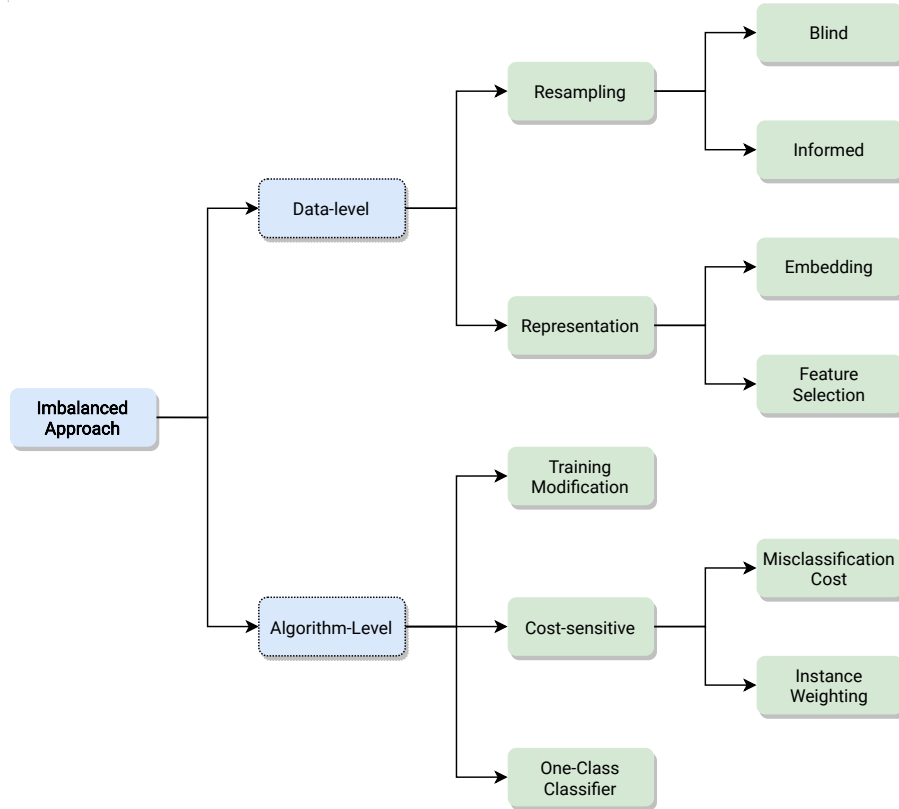 Blind
Resampling
Informed
Data-level
Embedding
Representation
Feature
Selection
Imbalanced
Approach
Training
Modification
Misclassification
Cost
Algorithm-Level
Cost-sensitive
Instance
Weighting
One-Class
Classifier